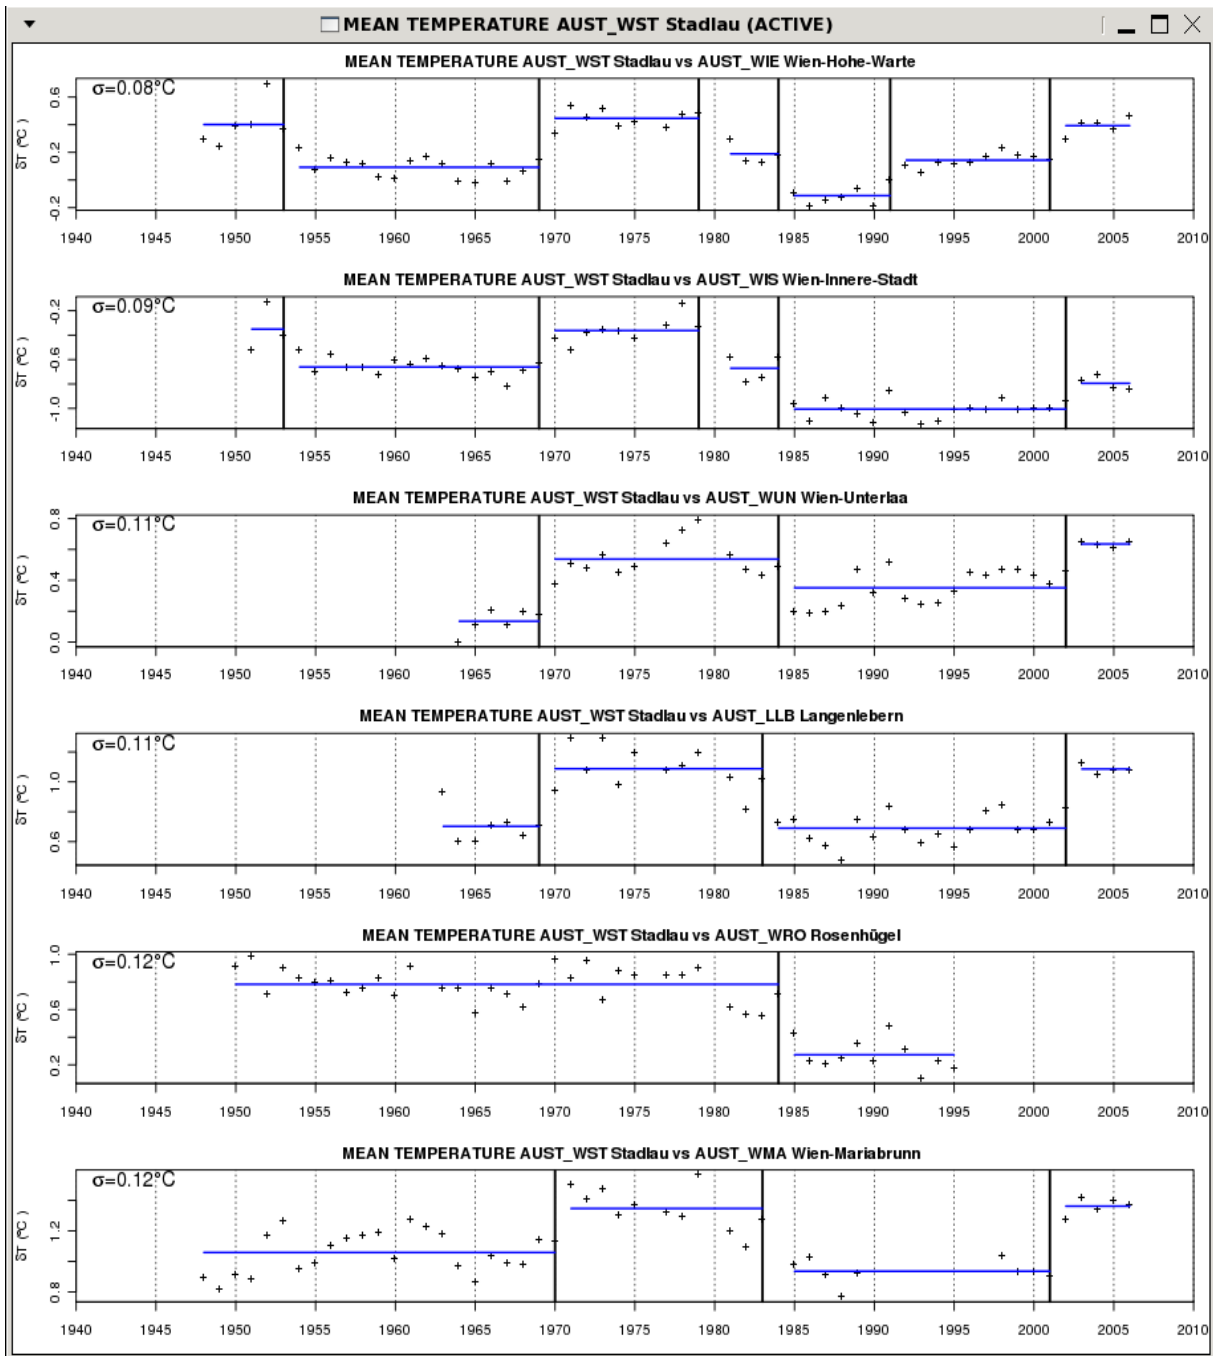 MEAN TEMPERATURE AUST_WST Stadlau (ACTIVE)
MEAN TEMPERATURE AUST_WST Stadlau vs AUST_WIE Wien-Hohe-Warte
σ=0.08°C
δT (°C )
-0.2 0.2 0.6
1940 1945 1950 1955 1960 1965 1970 1975 1980 1985 1990 1995 2000 2005 2010
MEAN TEMPERATURE AUST_WST Stadlau vs AUST_WIS Wien-Innere-Stadt
σ=0.09°C
δT (°C )
-1.0 -0.6 -0.2
1940 1945 1950 1955 1960 1965 1970 1975 1980 1985 1990 1995 2000 2005 2010
MEAN TEMPERATURE AUST_WST Stadlau vs AUST_WUN Wien-Unterlaa
σ=0.11°C
δT (°C )
0.0 0.4 0.8
1940 1945 1950 1955 1960 1965 1970 1975 1980 1985 1990 1995 2000 2005 2010
MEAN TEMPERATURE AUST_WST Stadlau vs AUST_LLB Langenlebern
σ=0.11°C
δT (°C )
0.6 1.0
1940 1945 1950 1955 1960 1965 1970 1975 1980 1985 1990 1995 2000 2005 2010
MEAN TEMPERATURE AUST_WST Stadlau vs AUST_WRO Rosenhügel
σ=0.12°C
δT (°C )
0.2 0.6 1.0
1940 1945 1950 1955 1960 1965 1970 1975 1980 1985 1990 1995 2000 2005 2010
MEAN TEMPERATURE AUST_WST Stadlau vs AUST_WMA Wien-Mariabrunn
σ=0.12°C
δT (°C )
0.8 1.2
1940 1945 1950 1955 1960 1965 1970 1975 1980 1985 1990 1995 2000 2005 2010